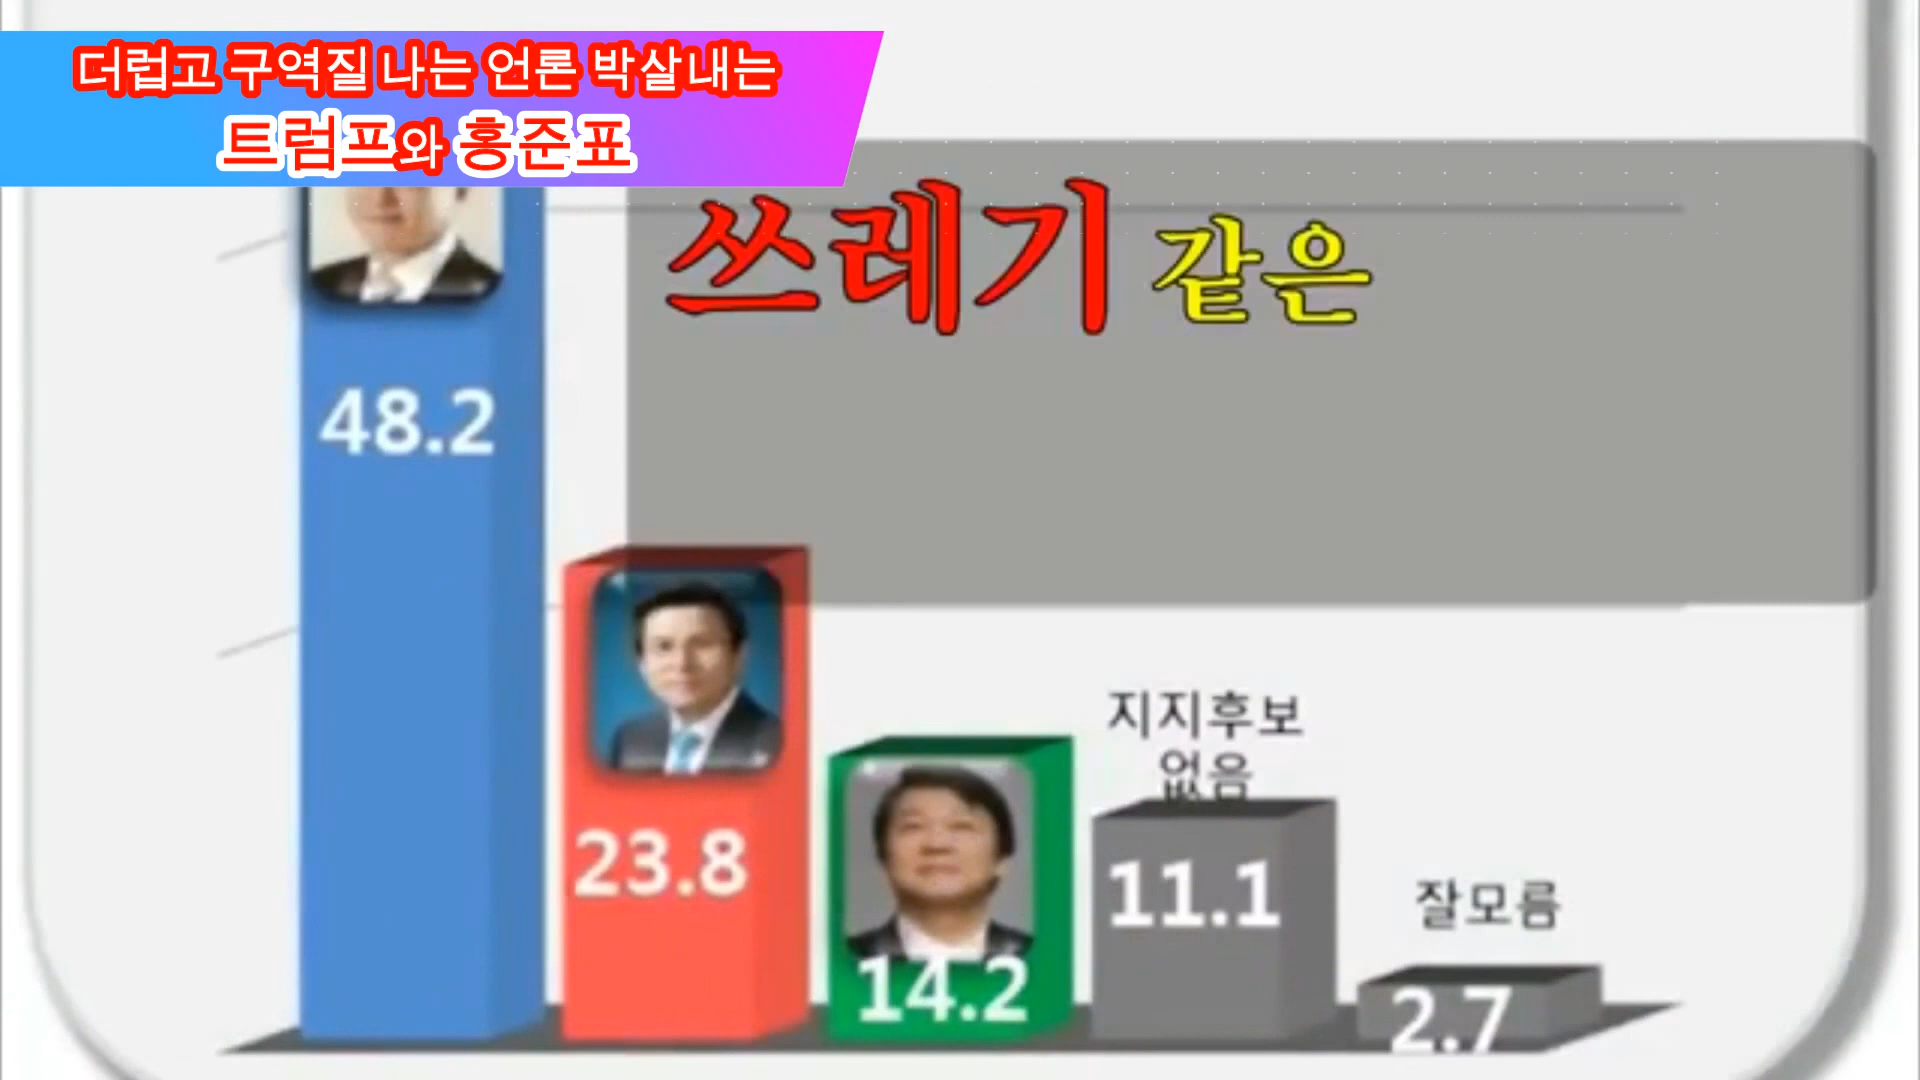 더럽고 구역질 나는 언론 박살내는
트럼프와 홍준표
쓰레기 같은
48.2
23.8
14.2
지지후보
없음
11.1
잘모름
2.7